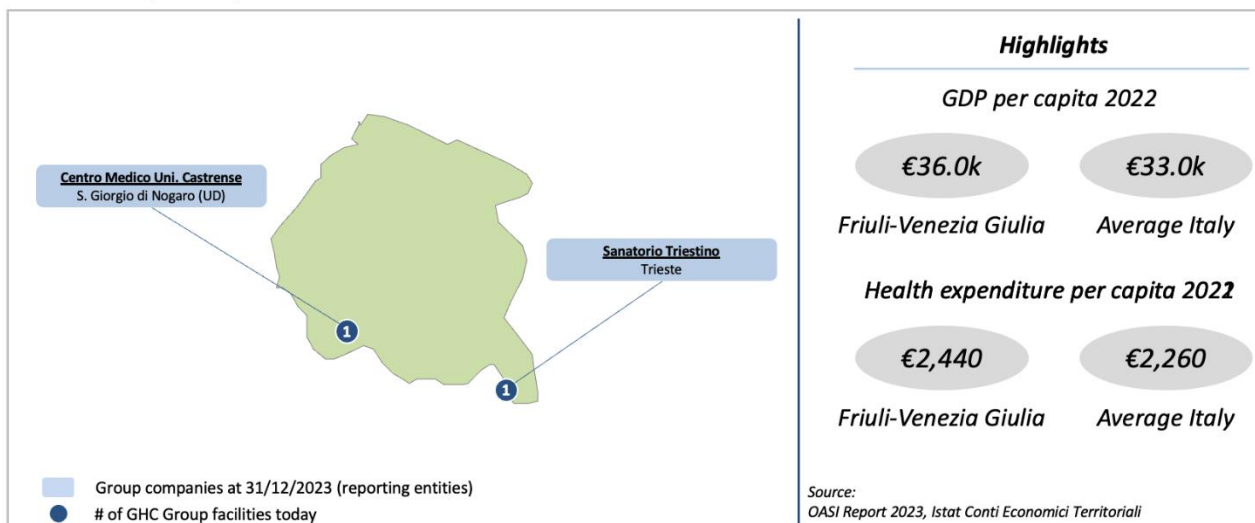 Centro Medico Uni. Castrense
S. Giorgio di Nogaro (UD)
Sanatorio Triestino
Trieste
1
1
Group companies at 31/12/2023 (reporting entities)
# of GHC Group facilities today
Highlights
GDP per capita 2022
€36.0k €33.0k
Friuli-Venezia Giulia Average Italy
Health expenditure per capita
€2,440 €2,260
Friuli-Venezia Giulia Average Italy
Source:
OASI Report 2023, Istat Conti Economici Territoriali